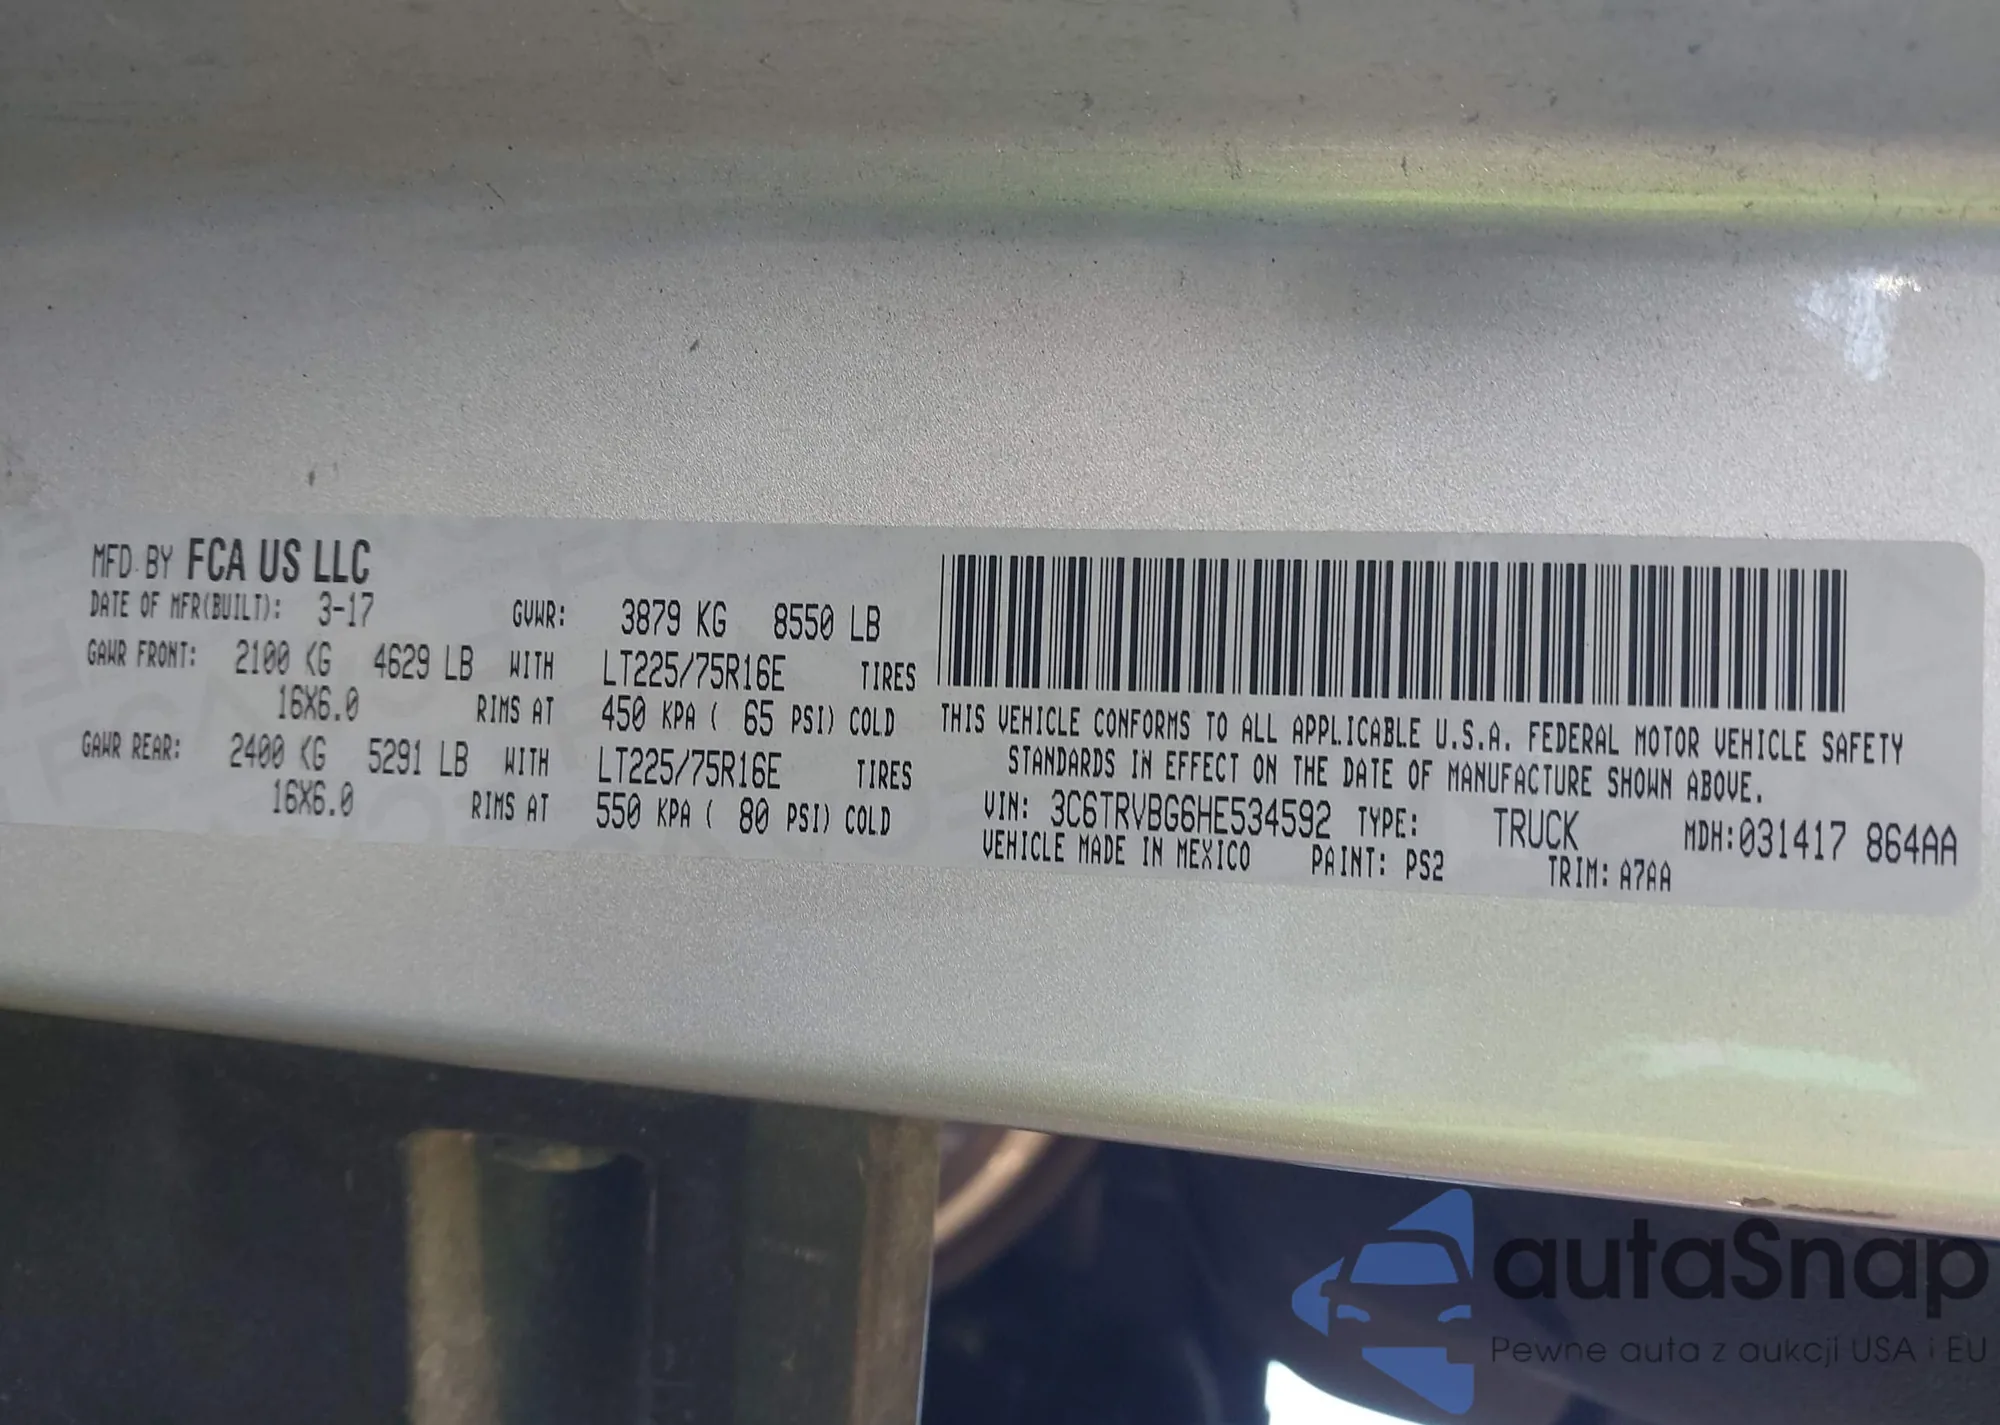 MFD BY FCA US LLC
DATE OF MFR(BUILT): 3-17 GVWR: 3879 KG 8550 LB
GAWR FRONT: 2100 KG 4629 LB WITH LT225/75R16E TIRES
16X6.0 RIMS AT 450 KPA ( 65 PSI) COLD
GAWR REAR: 2400 KG 5291 LB WITH LT225/75R16E TIRES
16X6.0 RIMS AT 550 KPA ( 80 PSI) COLD
THIS VEHICLE CONFORMS TO ALL APPLICABLE U.S.A. FEDERAL MOTOR VEHICLE SAFETY
STANDARDS IN EFFECT ON THE DATE OF MANUFACTURE SHOWN ABOVE.
VIN: 3C6TRVBG6HE534592 TYPE: TRUCK MDH:031417 864AA
VEHICLE MADE IN MEXICO PAINT: PS2 TRIM: A7AA
autaSnap
Pewne auta z aukcji USA i EU